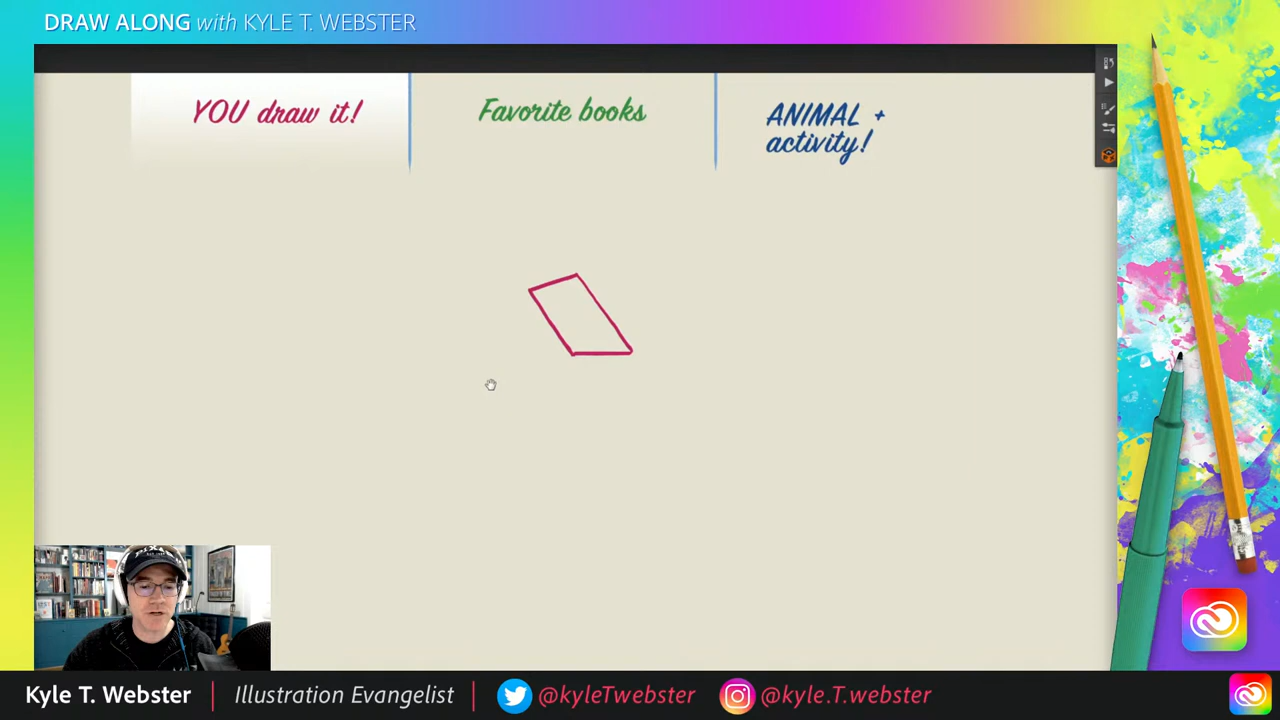 DRAW ALONG with KYLE T. WEBSTER
YOU draw it!
Favorite books
ANIMAL +
activity!
Kyle T. Webster | Illustration Evangelist | @kyleTwebster @kyle.T.webster